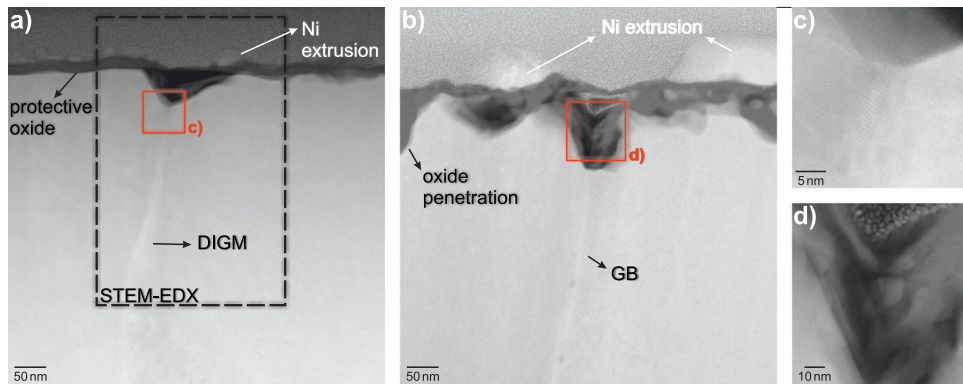 a)
Ni
extrusion
protective
oxide
c)
DIGM
STEM-EDX
50 nm
b)
Ni extrusion
d)
oxide
penetration
GB
50 nm
c)
5 nm
d)
10 nm